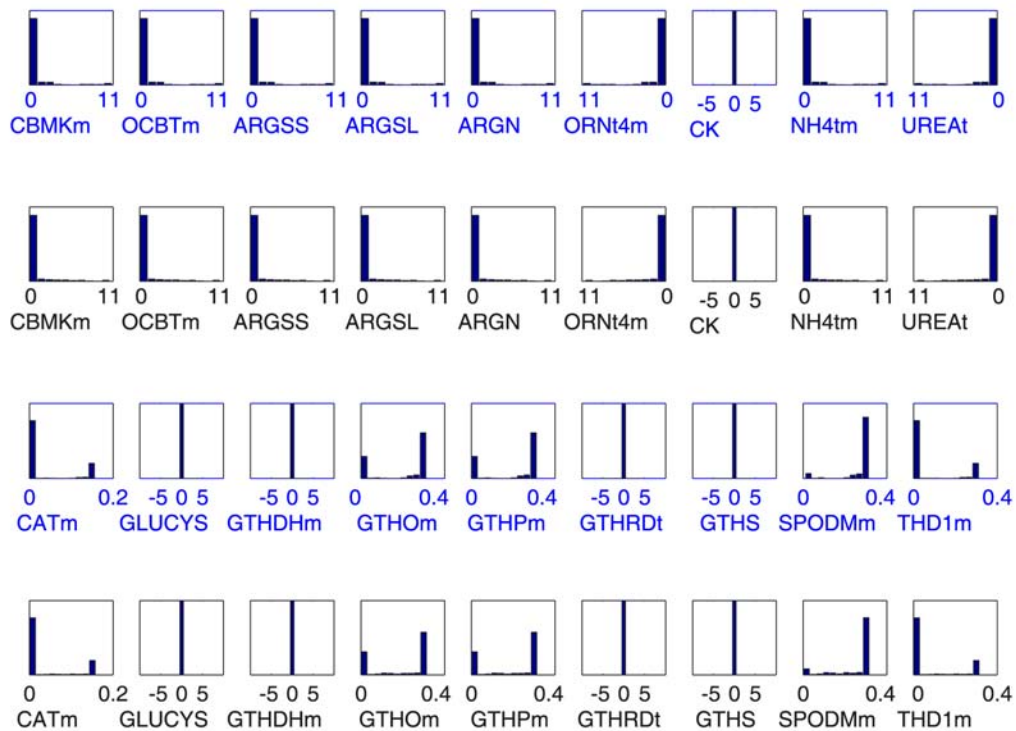 0 11 0 11 0 11 0 11 0 11 11 0 -5 0 5 0 11 11 0
CBMKm OCBTm ARGSS ARGSL ARGN ORNt4m CK NH4tm UREAt
0 11 0 11 0 11 0 11 0 11 11 0 -5 0 5 0 11 11 0
CBMKm OCBTm ARGSS ARGSL ARGN ORNt4m CK NH4tm UREAt
0 0.2 -5 0 5 -5 0 5 0 0.4 0 0.4 -5 0 5 -5 0 5 0 0.4 0 0.4
CATm GLUCYS GTHDHm GTHOm GTHPm GTHRDt GTHS SPODMm THD1m
0 0.2 -5 0 5 -5 0 5 0 0.4 0 0.4 -5 0 5 -5 0 5 0 0.4 0 0.4
CATm GLUCYS GTHDHm GTHOm GTHPm GTHRDt GTHS SPODMm THD1m